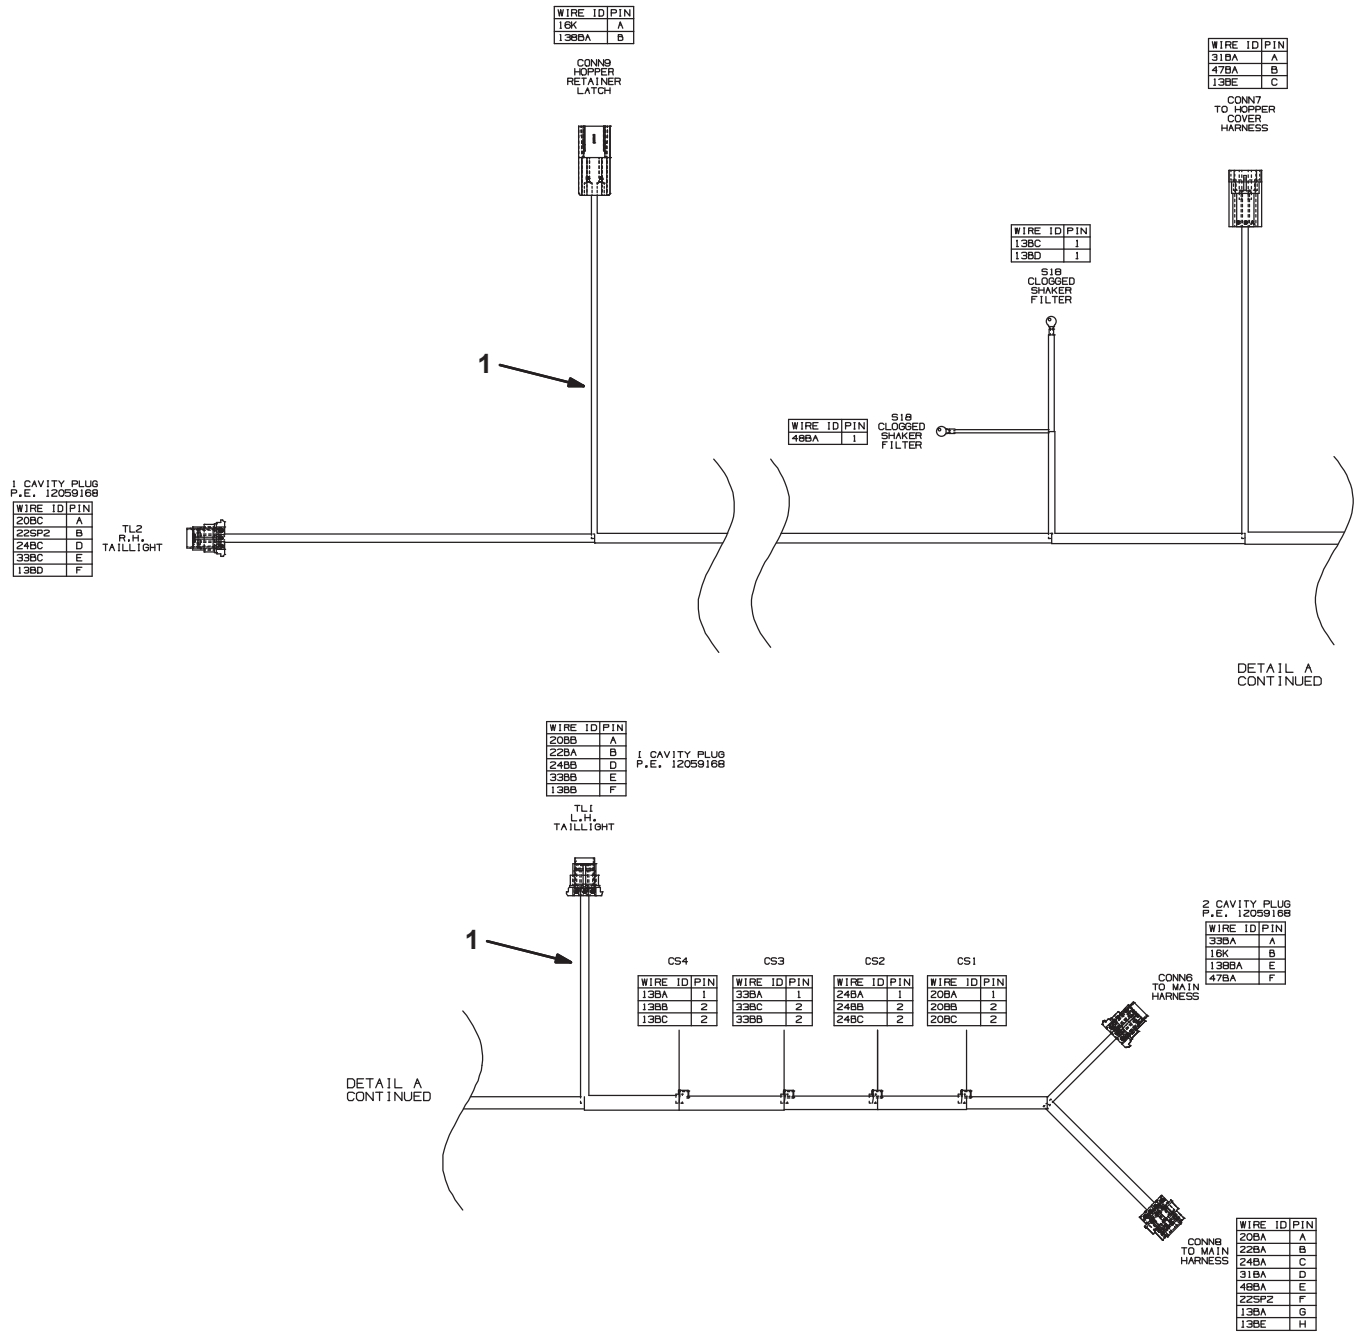 WIRE ID PIN
16K A
138BA B
CONN9
HOPPER
RETAINER
LATCH
WIRE ID PIN
31BA A
47BA B
13BE C
CONN7
TO HOPPER
COVER
HARNESS
WIRE ID PIN
13BC 1
13BD 1
S18
CLOGGED
SHAKER
FILTER
1
WIRE ID PIN
48BA 1
S18
CLOGGED
SHAKER
FILTER
1 CAVITY PLUG
P.E. 12059168
WIRE ID PIN
20BC A
22SP2 B
24BC D
33BC E
13BD F
TL2
R.H.
TAILLIGHT
DETAIL A
CONTINUED
WIRE ID PIN
20BB A
22BA B
24BB D
33BB E
13BB F
1 CAVITY PLUG
P.E. 12059168
TL1
L.H.
TAILLIGHT
1
CS4
WIRE ID PIN
13BA 1
13BB 2
13BC 2
CS3
WIRE ID PIN
33BA 1
33BC 2
33BB 2
CS2
WIRE ID PIN
24BA 1
24BB 2
24BC 2
CS1
WIRE ID PIN
20BA 1
20BB 2
20BC 2
2 CAVITY PLUG
P.E. 12059168
WIRE ID PIN
33BA A
16K B
138BA E
47BA F
CONN6
TO MAIN
HARNESS
DETAIL A
CONTINUED
CONN8
TO MAIN
HARNESS
WIRE ID PIN
20BA A
22BA B
24BA C
31BA D
48BA E
22SP2 F
13BA G
13BE H